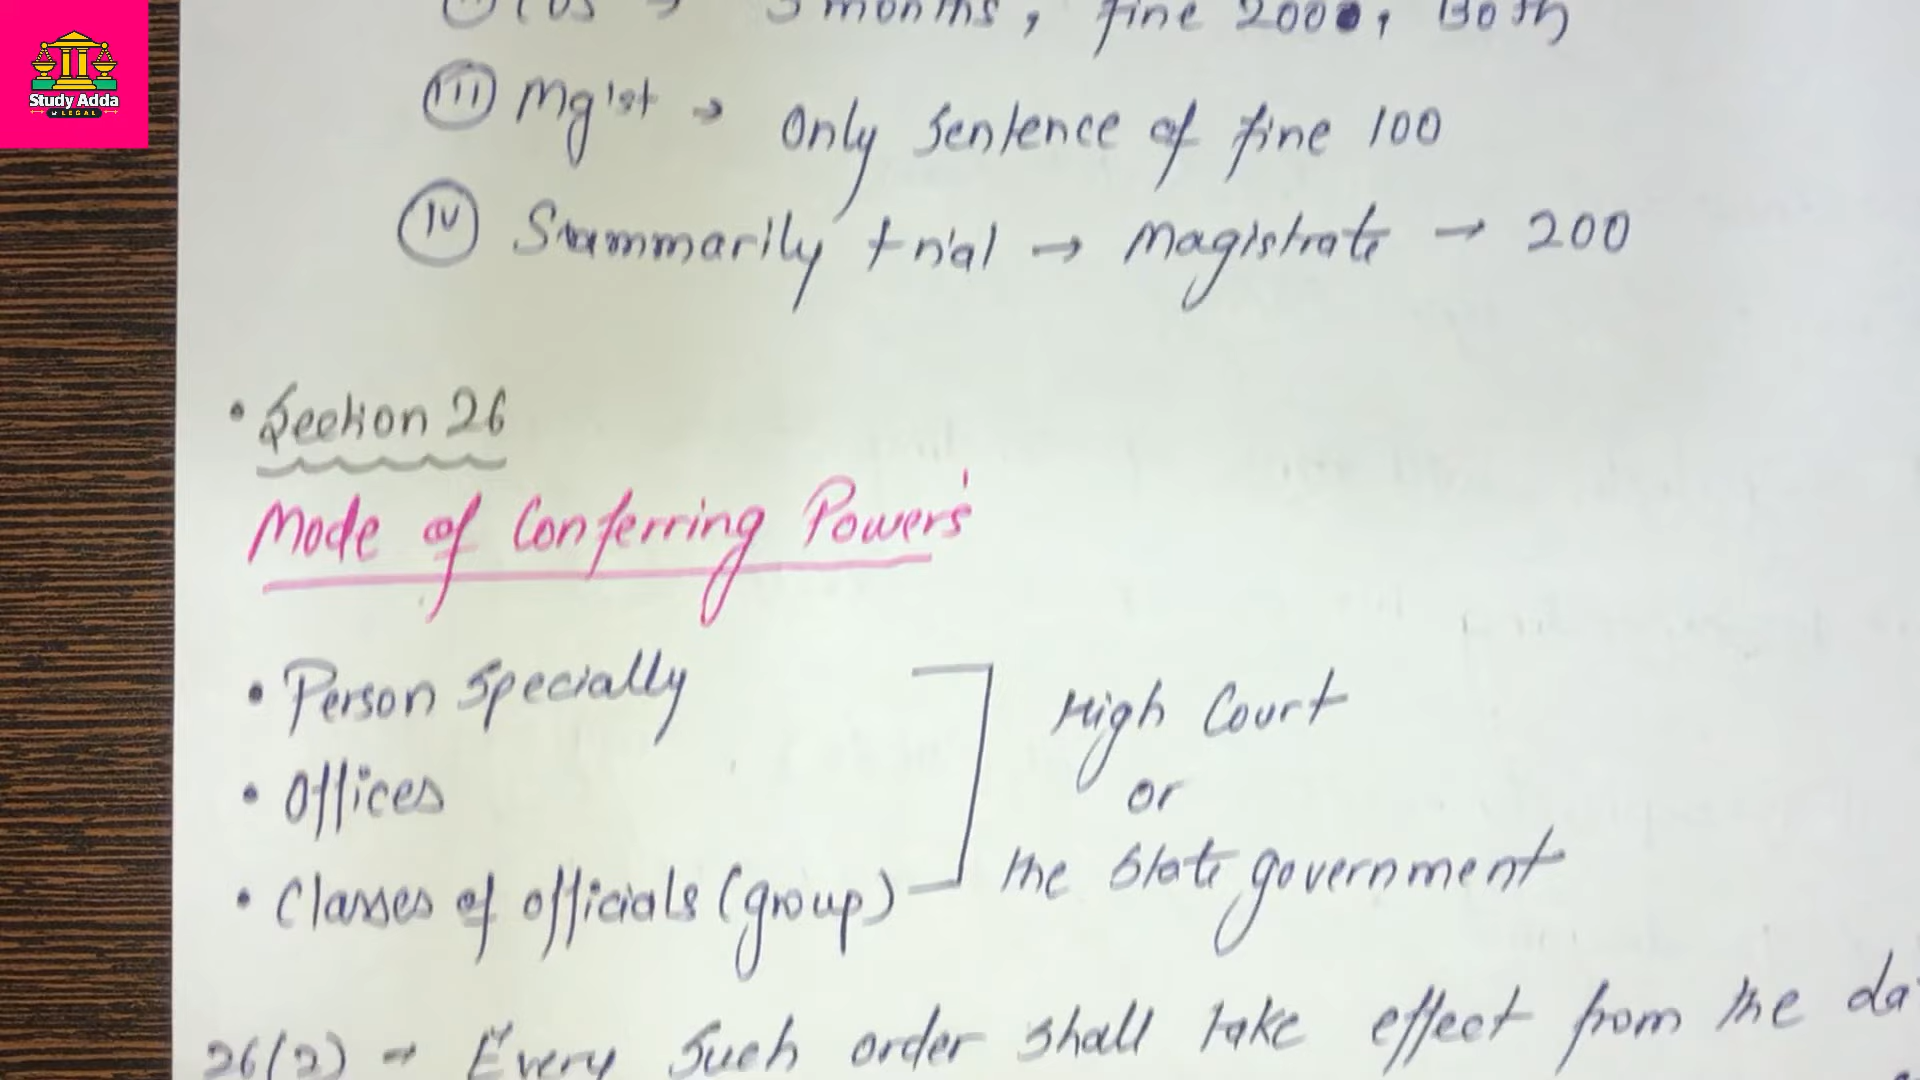 Study Adda
LEGAL
3 months, fine 2000, Both
(iii) Mgist → Only Sentence of fine 100
(iv) Summarily trial → Magistrate → 200
• Section 26
Mode of Conferring Powers'
• Person Specially
• Offices
• Classes of officials (group)
High Court
or
the State government
26(2) → Every Such order shall take effect from the da